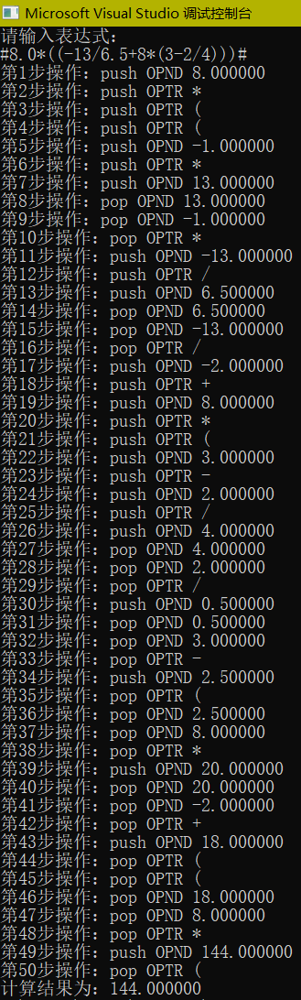 Microsoft Visual Studio 调试控制台
请输入表达式：
#8.0*((-13/6.5+8*(3-2/4)))#
第1步操作：push OPND 8.000000
第2步操作：push OPTR *
第3步操作：push OPTR (
第4步操作：push OPTR (
第5步操作：push OPND -1.000000
第6步操作：push OPTR *
第7步操作：push OPND 13.000000
第8步操作：pop OPND 13.000000
第9步操作：pop OPND -1.000000
第10步操作：pop OPTR *
第11步操作：push OPND -13.000000
第12步操作：push OPTR /
第13步操作：push OPND 6.500000
第14步操作：pop OPND 6.500000
第15步操作：pop OPND -13.000000
第16步操作：pop OPTR /
第17步操作：push OPND -2.000000
第18步操作：push OPTR +
第19步操作：push OPND 8.000000
第20步操作：push OPTR *
第21步操作：push OPTR (
第22步操作：push OPND 3.000000
第23步操作：push OPTR -
第24步操作：push OPND 2.000000
第25步操作：push OPTR /
第26步操作：push OPND 4.000000
第27步操作：pop OPND 4.000000
第28步操作：pop OPND 2.000000
第29步操作：pop OPTR /
第30步操作：push OPND 0.500000
第31步操作：pop OPND 0.500000
第32步操作：pop OPND 3.000000
第33步操作：pop OPTR -
第34步操作：push OPND 2.500000
第35步操作：pop OPTR (
第36步操作：pop OPND 2.500000
第37步操作：pop OPND 8.000000
第38步操作：pop OPTR *
第39步操作：push OPND 20.000000
第40步操作：pop OPND 20.000000
第41步操作：pop OPND -2.000000
第42步操作：pop OPTR +
第43步操作：push OPND 18.000000
第44步操作：pop OPTR (
第45步操作：pop OPTR (
第46步操作：pop OPND 18.000000
第47步操作：pop OPND 8.000000
第48步操作：pop OPTR *
第49步操作：push OPND 144.000000
第50步操作：pop OPTR (
计算结果为：144.000000